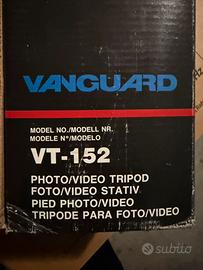 VANGUARD
MODEL NO./MODELL NR.
MODELE N°/MODELO
VT-152
PHOTO/VIDEO TRIPOD
FOTO/VIDEO STATIV
PIED PHOTO/VIDEO
TRIPODE PARA FOTO/VIDEO
subito